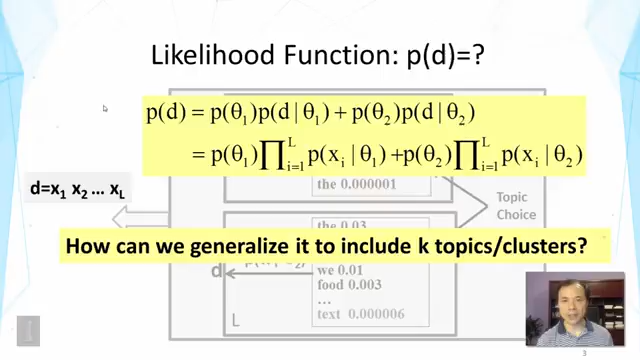 Likelihood Function: p(d)=?
p(d) = p(θ₁)p(d | θ₁) + p(θ₂)p(d | θ₂)
= p(θ₁)∏ᵢ₌₁ᴸ p(xᵢ | θ₁) +p(θ₂)∏ᵢ₌₁ᴸ p(xᵢ | θ₂)
the 0.000001
d=x₁ x₂ … x_L
Topic
Choice
the 0.03
How can we generalize it to include k topics/clusters?
d
we 0.01
food 0.003
…
L
text 0.000006
3